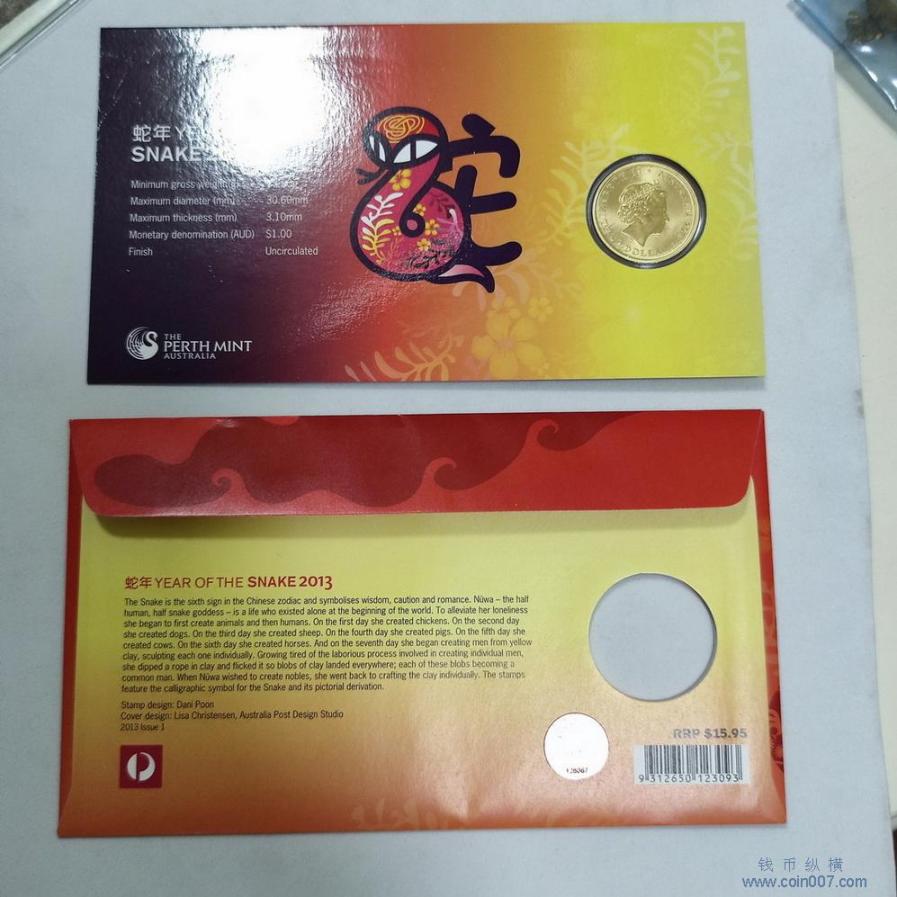 蛇年 YE
SNAKE
Minimum gross weight
Maximum diameter (mm) 30.60mm
Maximum thickness (mm) 3.10mm
Monetary denomination (AUD) $1.00
Finish Uncirculated
蛇
THE
PERTH MINT
AUSTRALIA
蛇年 YEAR OF THE SNAKE 2013
The Snake is the sixth sign in the Chinese zodiac and symbolises wisdom, caution and romance. Nüwa – the half
human, half snake goddess – is a life who existed alone at the beginning of the world. To alleviate her loneliness
she began to first create animals and then humans. On the first day she created chickens. On the second day
she created dogs. On the third day she created sheep. On the fourth day she created pigs. On the fifth day she
created cows. On the sixth day she created horses. And on the seventh day she began creating men from yellow
clay, sculpting each one individually. Growing tired of the laborious process involved in creating individual men,
she dipped a rope in clay and flicked it so blobs of clay landed everywhere; each of these blobs becoming a
common man. When Nüwa wished to create nobles, she went back to crafting the clay individually. The stamps
feature the calligraphic symbol for the Snake and its pictorial derivation.
Stamp design: Dani Poon
Cover design: Lisa Christensen, Australia Post Design Studio
2013 Issue 1
RRP $15.95
9 312650 123093
钱币纵横
www.coin007.com